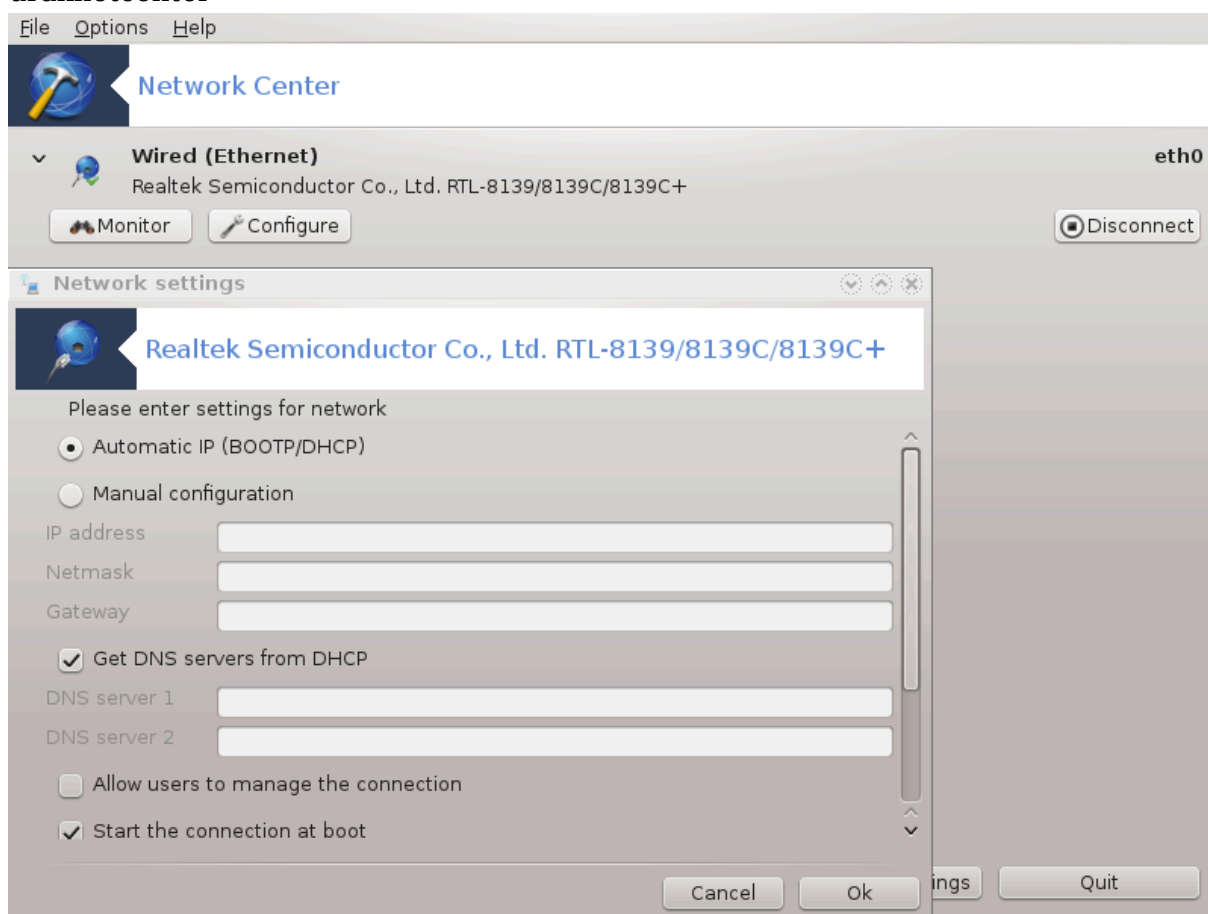 File Options Help
Network Center
Wired (Ethernet) eth0
Realtek Semiconductor Co., Ltd. RTL-8139/8139C/8139C+
Monitor Configure Disconnect
Network settings
Realtek Semiconductor Co., Ltd. RTL-8139/8139C/8139C+
Please enter settings for network
Automatic IP (BOOTP/DHCP)
Manual configuration
IP address
Netmask
Gateway
Get DNS servers from DHCP
DNS server 1
DNS server 2
Allow users to manage the connection
Start the connection at boot
Cancel Ok ings Quit